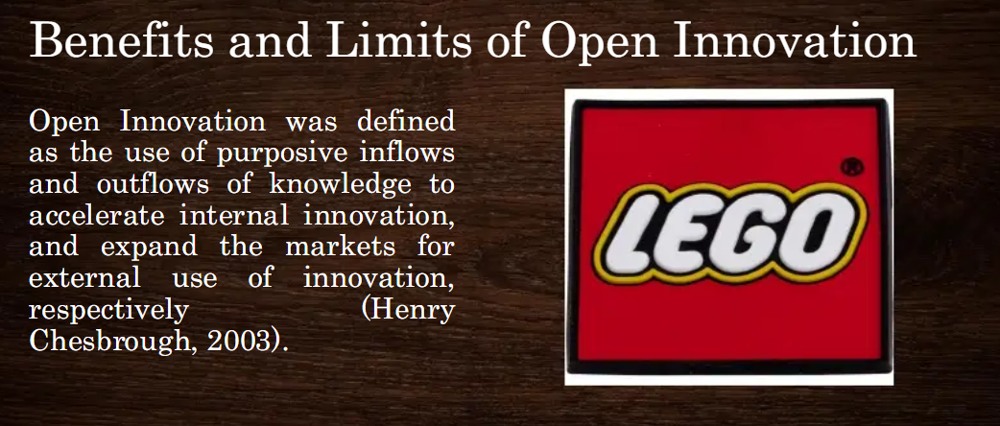 Benefits and Limits of Open Innovation
Open Innovation was defined
as the use of purposive inflows
and outflows of knowledge to
accelerate internal innovation,
and expand the markets for
external use of innovation,
respectively (Henry
Chesbrough, 2003).
®
LEGO